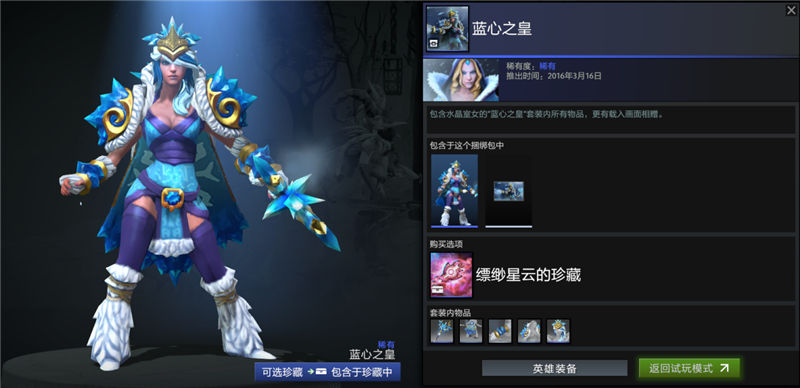 蓝心之皇
稀有度：稀有
推出时间：2016年3月16日
包含水晶室女的“蓝心之皇”套装内所有物品，更有载入画面相赠。
包含于这个捆绑包中
购买选项
缥缈星云的珍藏
套装内物品
英雄装备
返回试玩模式
稀有
蓝心之皇
可选珍藏
包含于珍藏中